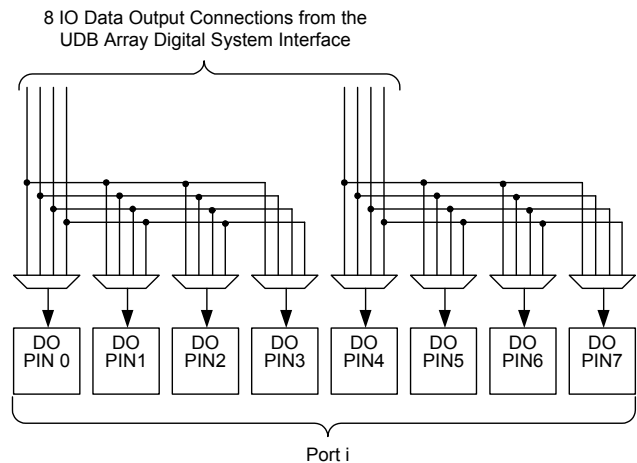 8 IO Data Output Connections from the
UDB Array Digital System Interface
DO
PIN 0
DO
PIN1
DO
PIN2
DO
PIN3
DO
PIN4
DO
PIN5
DO
PIN6
DO
PIN7
Port i